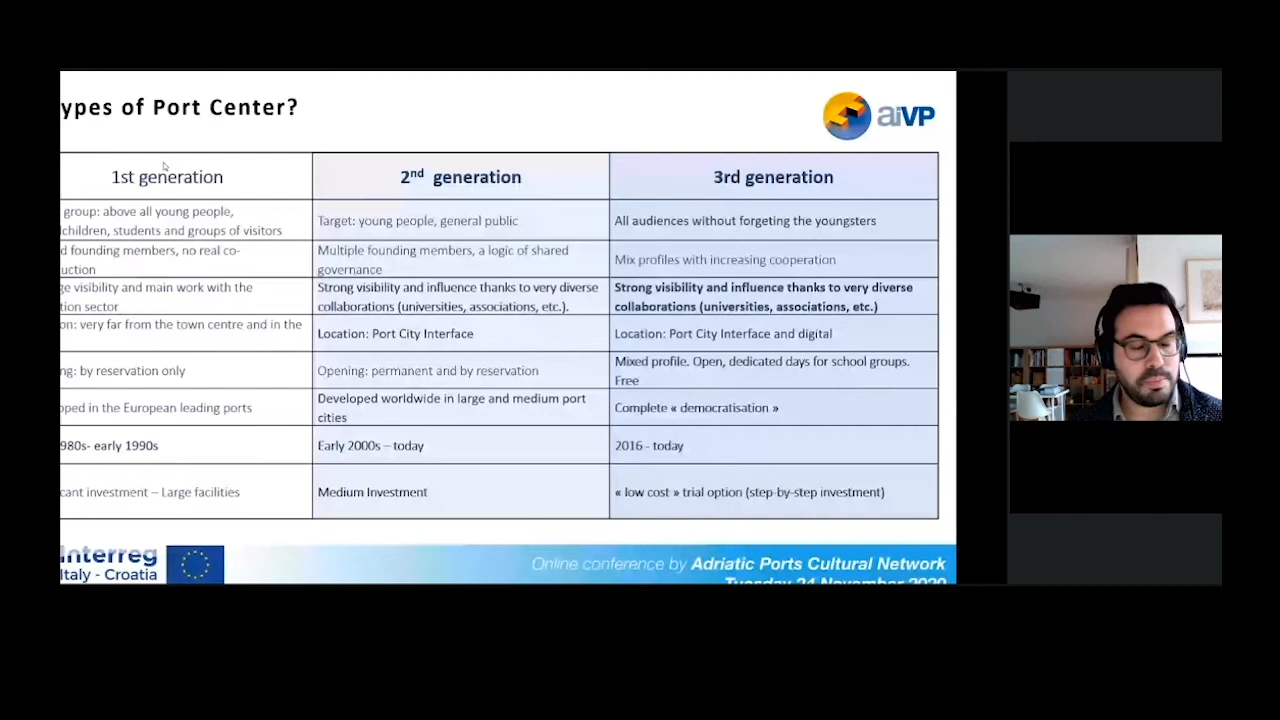 ypes of Port Center?
aiVP
1st generation
2nd generation
3rd generation
group: above all young people,
lchildren, students and groups of visitors
Target: young people, general public
All audiences without forgeting the youngsters
d founding members, no real co-
uction
Multiple founding members, a logic of shared
governance
Mix profiles with increasing cooperation
ge visibility and main work with the
tion sector
Strong visibility and influence thanks to very diverse
collaborations (universities, associations, etc.).
Strong visibility and influence thanks to very diverse
collaborations (universities, associations, etc.)
on: very far from the town centre and in the
Location: Port City Interface
Location: Port City Interface and digital
ng: by reservation only
Opening: permanent and by reservation
Mixed profile. Open, dedicated days for school groups.
Free
oped in the European leading ports
Developed worldwide in large and medium port
cities
Complete « democratisation »
980s- early 1990s
Early 2000s – today
2016 - today
cant investment – Large facilities
Medium Investment
« low cost » trial option (step-by-step investment)
Interreg
Italy - Croatia
Online conference by Adriatic Ports Cultural Network
Tuesday 24 November 2020